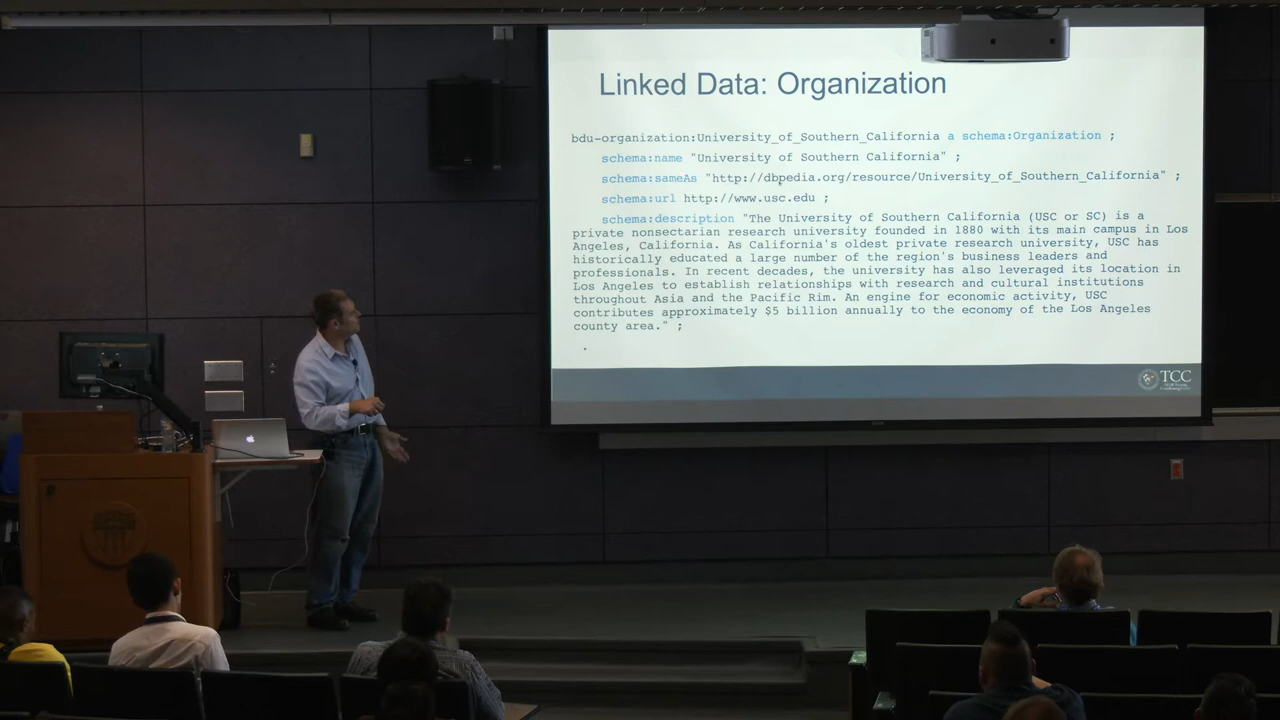 Linked Data: Organization
bdu-organization:University_of_Southern_California a schema:Organization ;
schema:name "University of Southern California" ;
schema:sameAs "http://dbpedia.org/resource/University_of_Southern_California" ;
schema:url http://www.usc.edu ;
schema:description "The University of Southern California (USC or SC) is a
private nonsectarian research university founded in 1880 with its main campus in Los
Angeles, California. As California's oldest private research university, USC has
historically educated a large number of the region's business leaders and
professionals. In recent decades, the university has also leveraged its location in
Los Angeles to establish relationships with research and cultural institutions
throughout Asia and the Pacific Rim. An engine for economic activity, USC
contributes approximately $5 billion annually to the economy of the Los Angeles
county area." ;
.
TCC